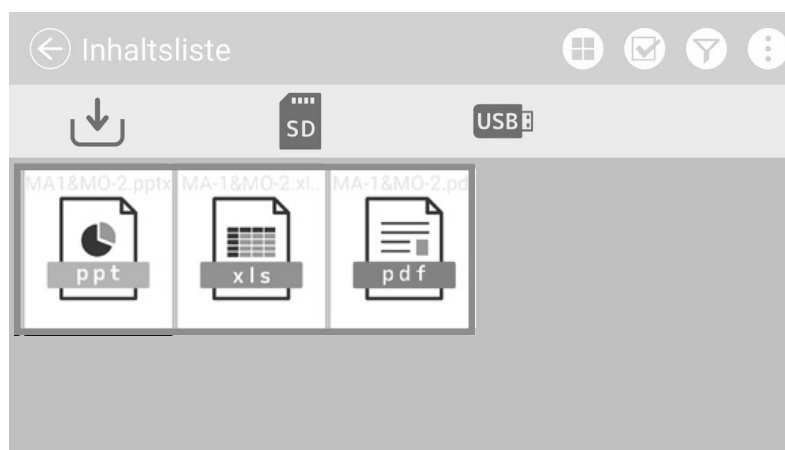 Inhaltsliste
SD
USB
MA1&MO-2.pptx MA-1&MO-2.xl.. MA-1&MO-2.pd
ppt xls pdf